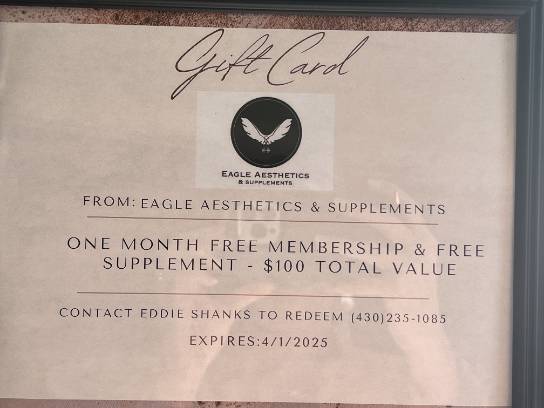 Gift Card
EAGLE AESTHETICS
& SUPPLEMENTS
FROM: EAGLE AESTHETICS & SUPPLEMENTS
ONE MONTH FREE MEMBERSHIP & FREE
SUPPLEMENT - $100 TOTAL VALUE
CONTACT EDDIE SHANKS TO REDEEM (430)235-1085
EXPIRES:4/1/2025